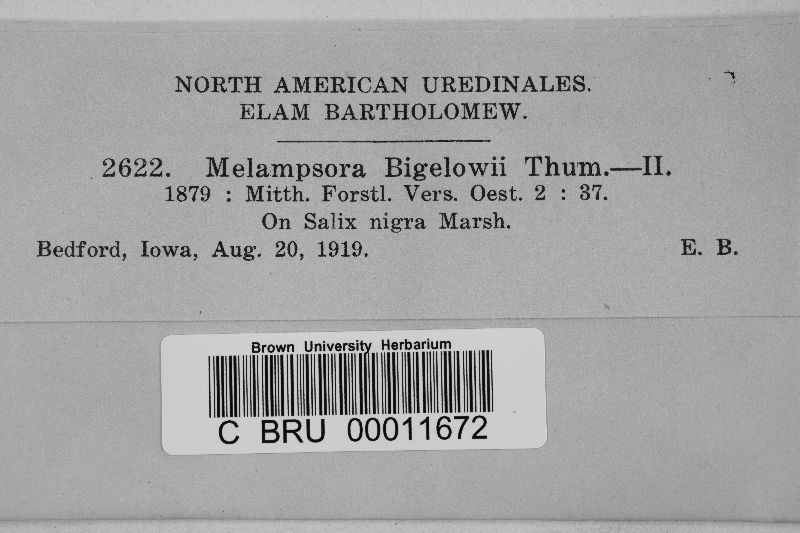 NORTH AMERICAN UREDINALES.
ELAM BARTHOLOMEW.
2622. Melampsora Bigelowii Thum.—II.
1879 : Mitth. Forstl. Vers. Oest. 2 : 37.
On Salix nigra Marsh.
Bedford, Iowa, Aug. 20, 1919. E. B.
Brown University Herbarium
C BRU 00011672